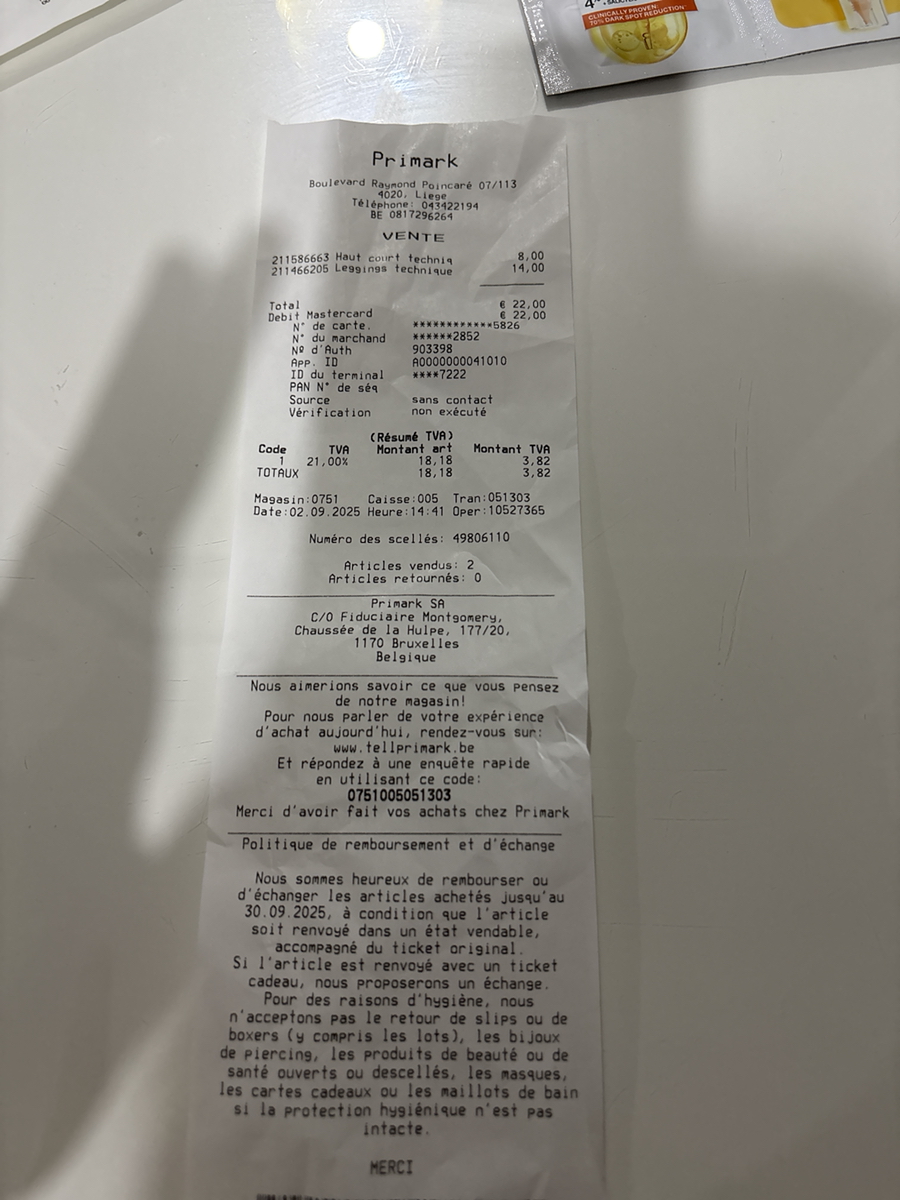 CLINICALLY PROVEN:
70% DARK SPOT REDUCTION
Primark
Boulevard Raymond Poincaré 07/113
4020, Liege
Téléphone: 043422194
BE 0817296264
VENTE
211586663 Haut court techniq 8,00
211466205 Leggings technique 14,00
Total € 22,00
Debit Mastercard € 22,00
N° de carte. ************5826
N° du marchand ******2852
Nº d'Auth 903398
App. ID A0000000041010
ID du terminal ****7222
PAN N° de séq
Source sans contact
Vérification non exécuté
(Résumé TVA)
Code TVA Montant art Montant TVA
1 21,00% 18,18 3,82
TOTAUX 18,18 3,82
Magasin:0751 Caisse:005 Tran:051303
Date:02.09.2025 Heure:14:41 Oper:10527365
Numéro des scellés: 49806110
Articles vendus: 2
Articles retournés: 0
Primark SA
C/O Fiduciaire Montgomery,
Chaussée de la Hulpe, 177/20,
1170 Bruxelles
Belgique
Nous aimerions savoir ce que vous pensez
de notre magasin!
Pour nous parler de votre expérience
d'achat aujourd'hui, rendez-vous sur:
www.tellprimark.be
Et répondez à une enquête rapide
en utilisant ce code:
0751005051303
Merci d'avoir fait vos achats chez Primark
Politique de remboursement et d'échange
Nous sommes heureux de rembourser ou
d'échanger les articles achetés jusqu'au
30.09.2025, à condition que l'article
soit renvoyé dans un état vendable,
accompagné du ticket original.
Si l'article est renvoyé avec un ticket
cadeau, nous proposerons un échange.
Pour des raisons d'hygiène, nous
n'acceptons pas le retour de slips ou de
boxers (y compris les lots), les bijoux
de piercing, les produits de beauté ou de
santé ouverts ou descellés, les masques,
les cartes cadeaux ou les maillots de bain
si la protection hygiénique n'est pas
intacte.
MERCI